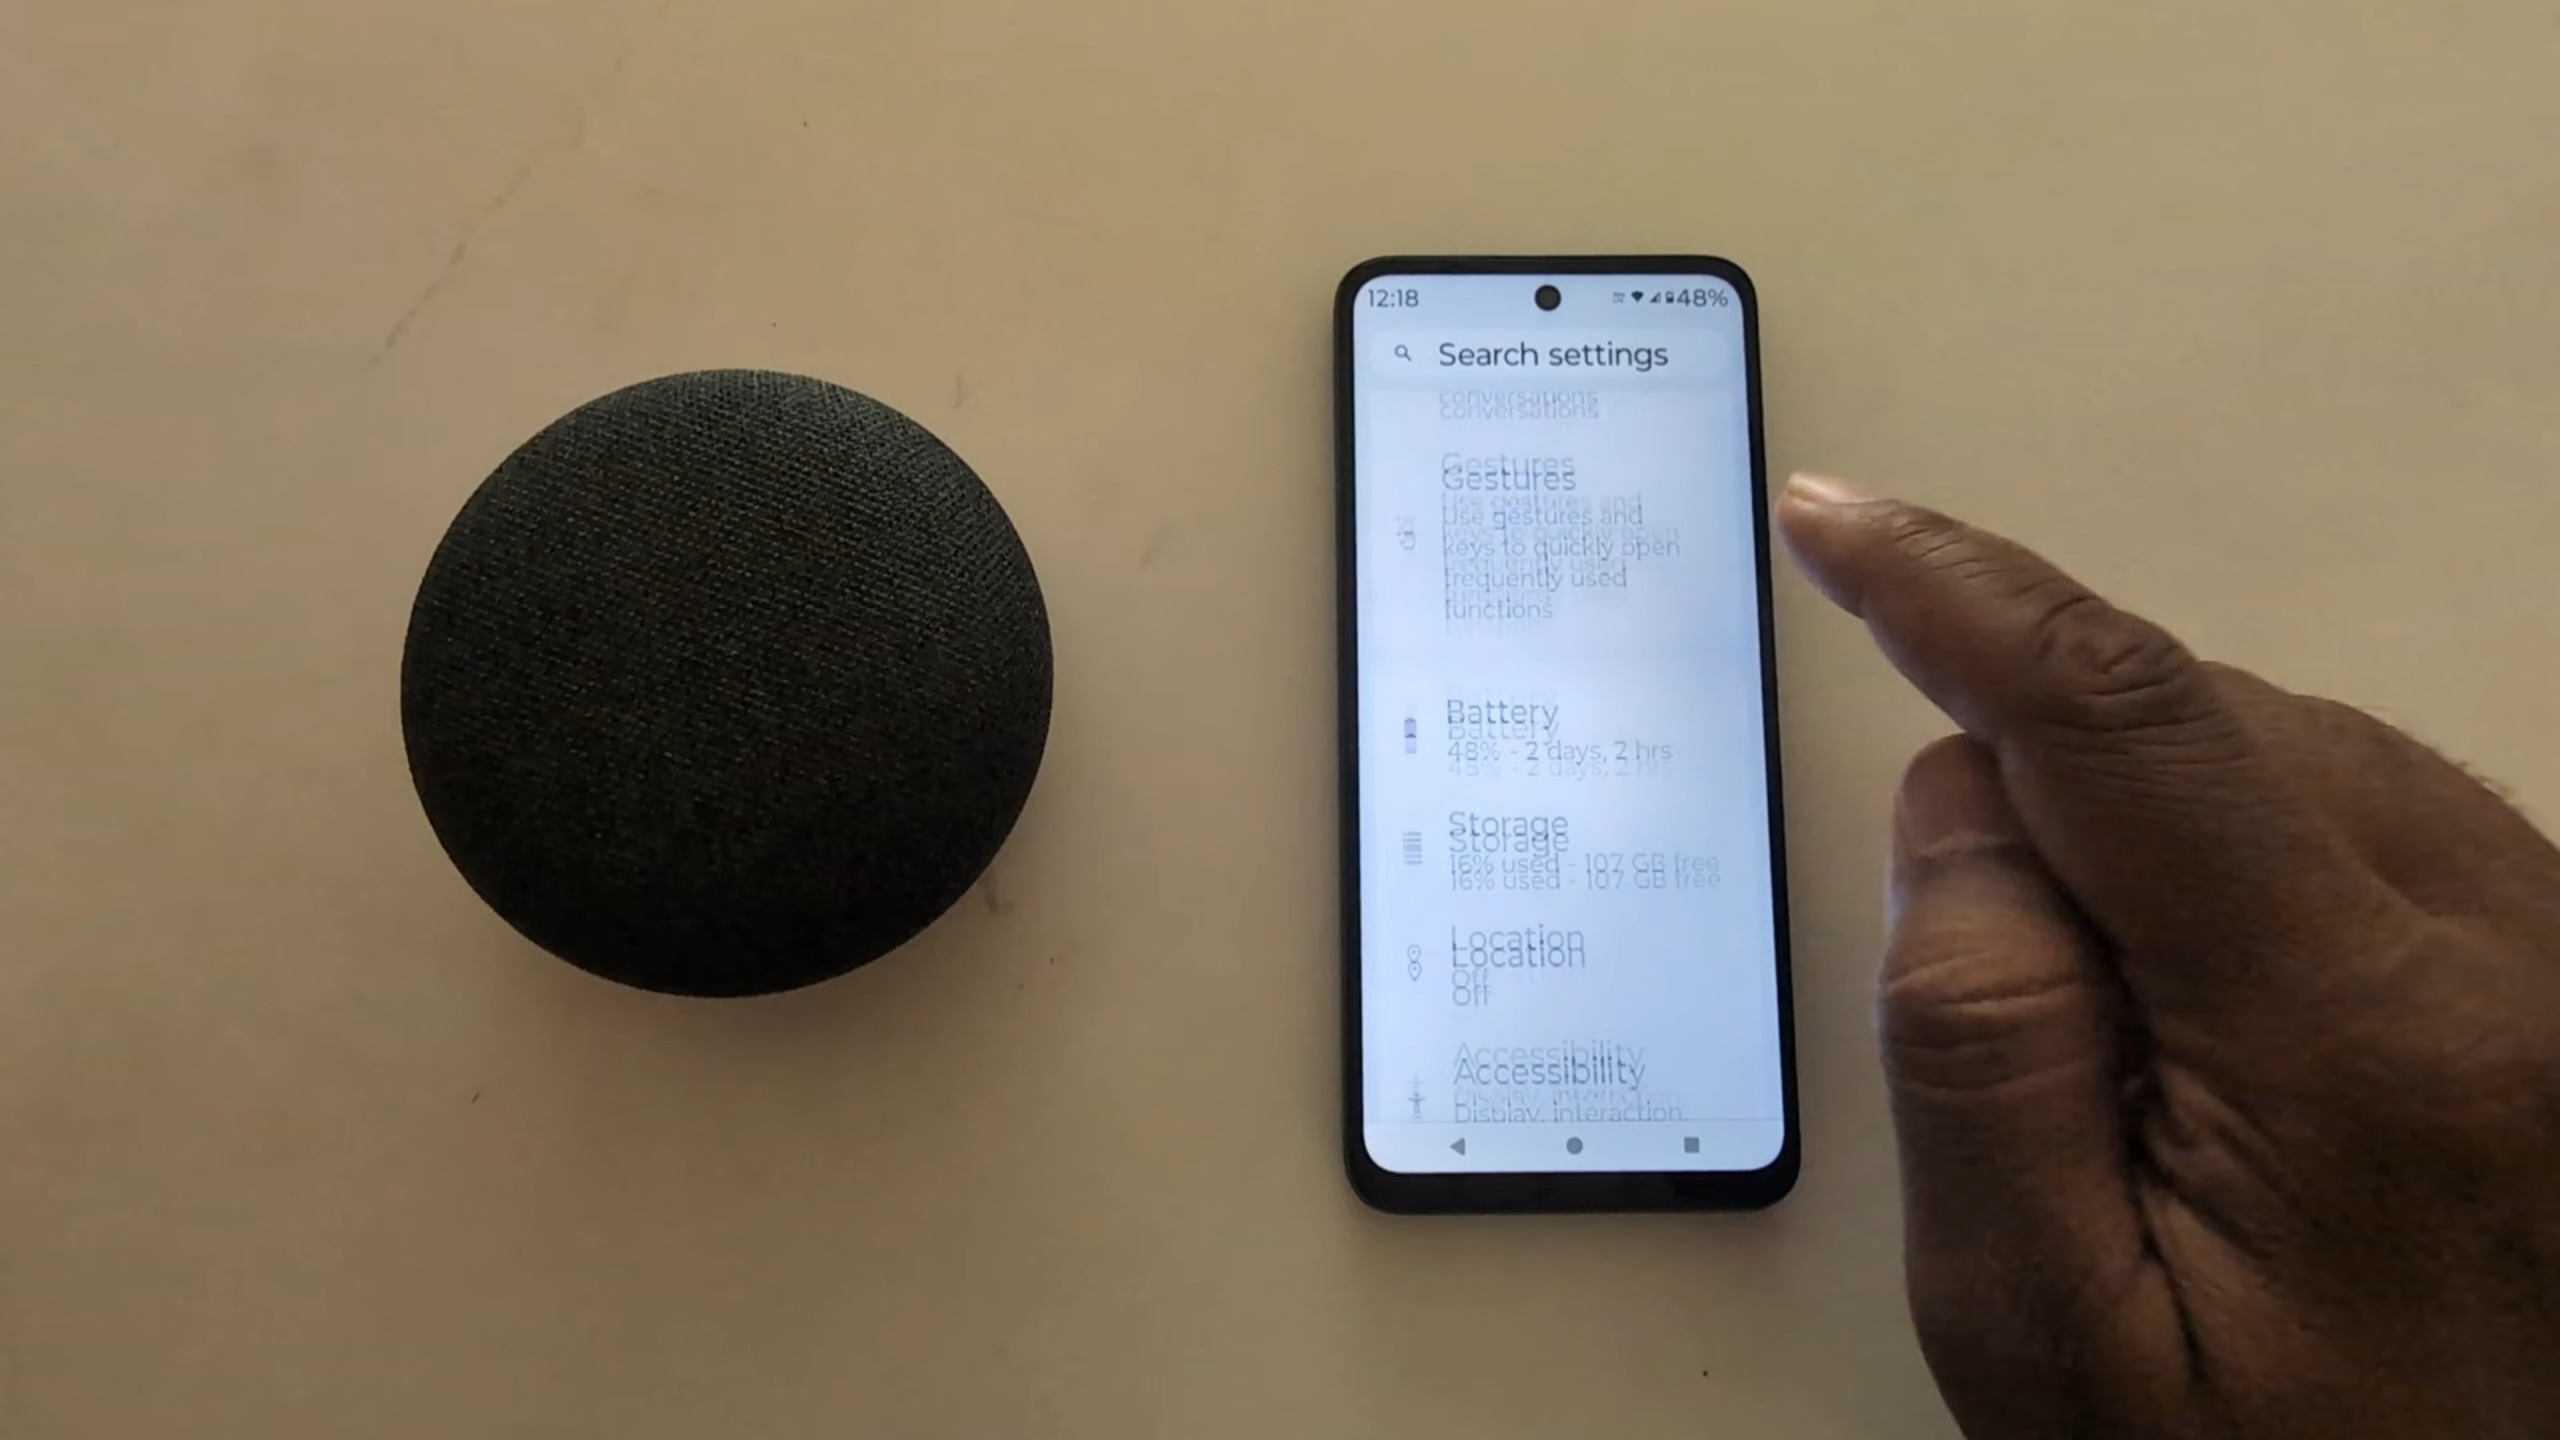 12:18
48%
Search settings
conversations
Gestures
Use gestures and
keys to quickly open
frequently used
functions
Battery
48% - 2 days, 2 hrs
Storage
16% used - 107 GB free
Location
Off
Accessibility
Display, interaction,